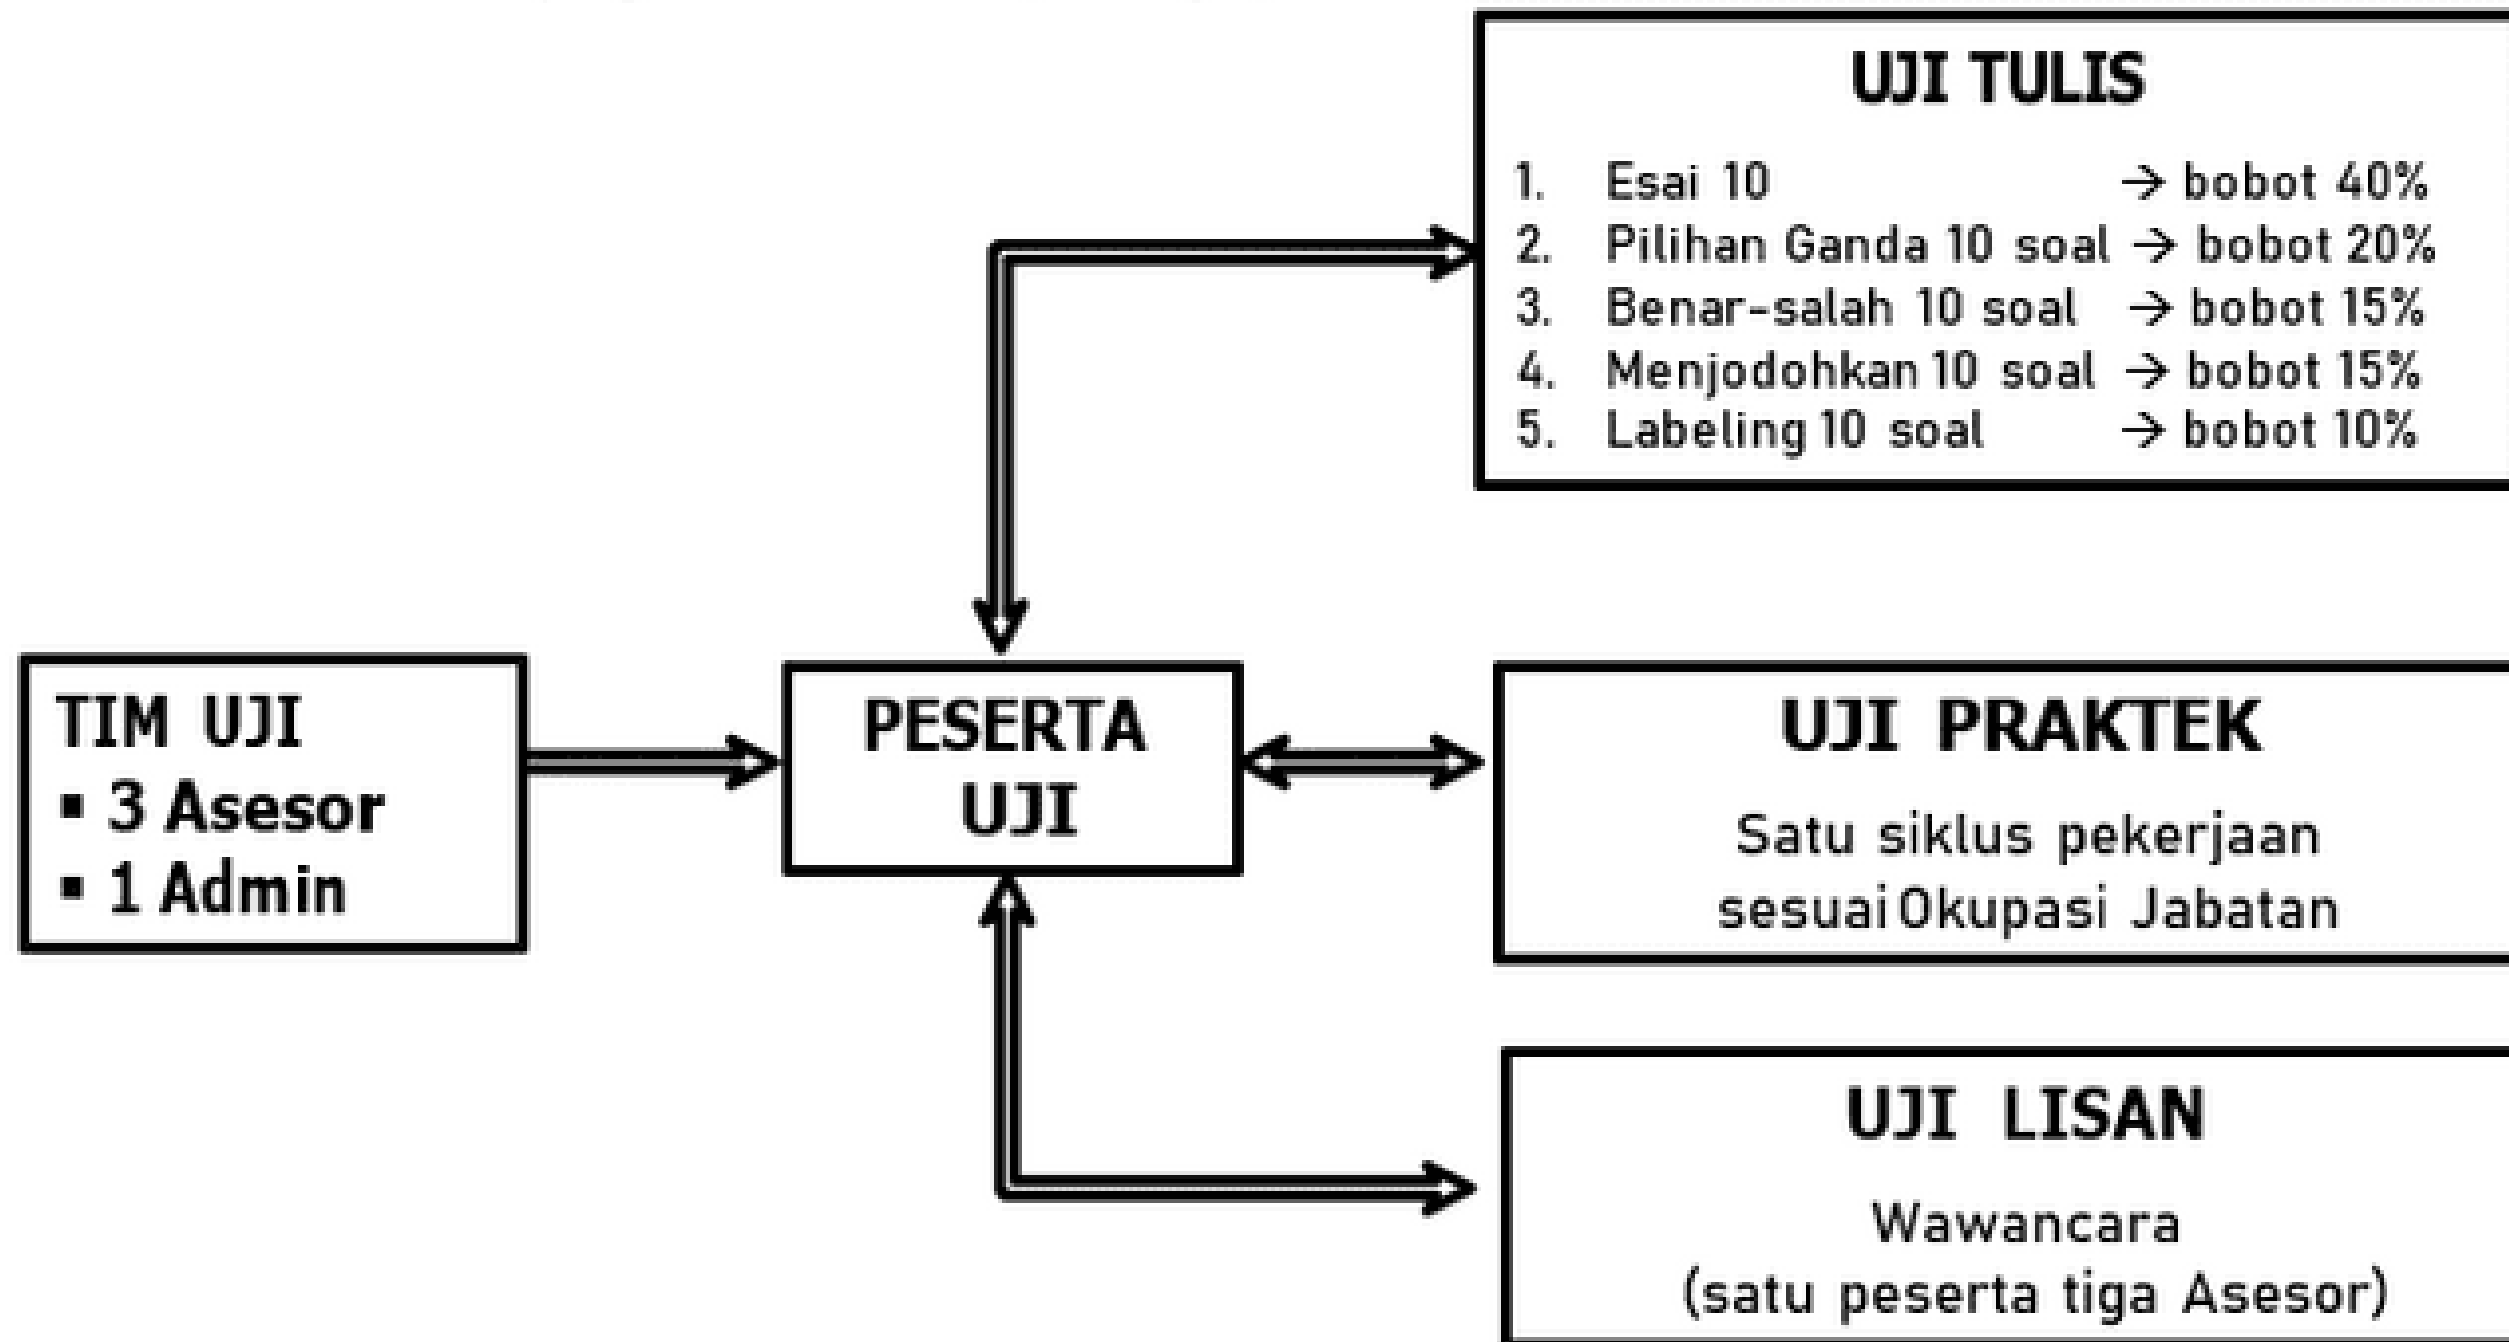 UJI TULIS
1. Esai 10 → bobot 40%
2. Pilihan Ganda 10 soal → bobot 20%
3. Benar-salah 10 soal → bobot 15%
4. Menjodohkan 10 soal → bobot 15%
5. Labeling 10 soal → bobot 10%
TIM UJI
▪ 3 Asesor
▪ 1 Admin
PESERTA
UJI
UJI PRAKTEK
Satu siklus pekerjaan
sesuai Okupasi Jabatan
UJI LISAN
Wawancara
(satu peserta tiga Asesor)